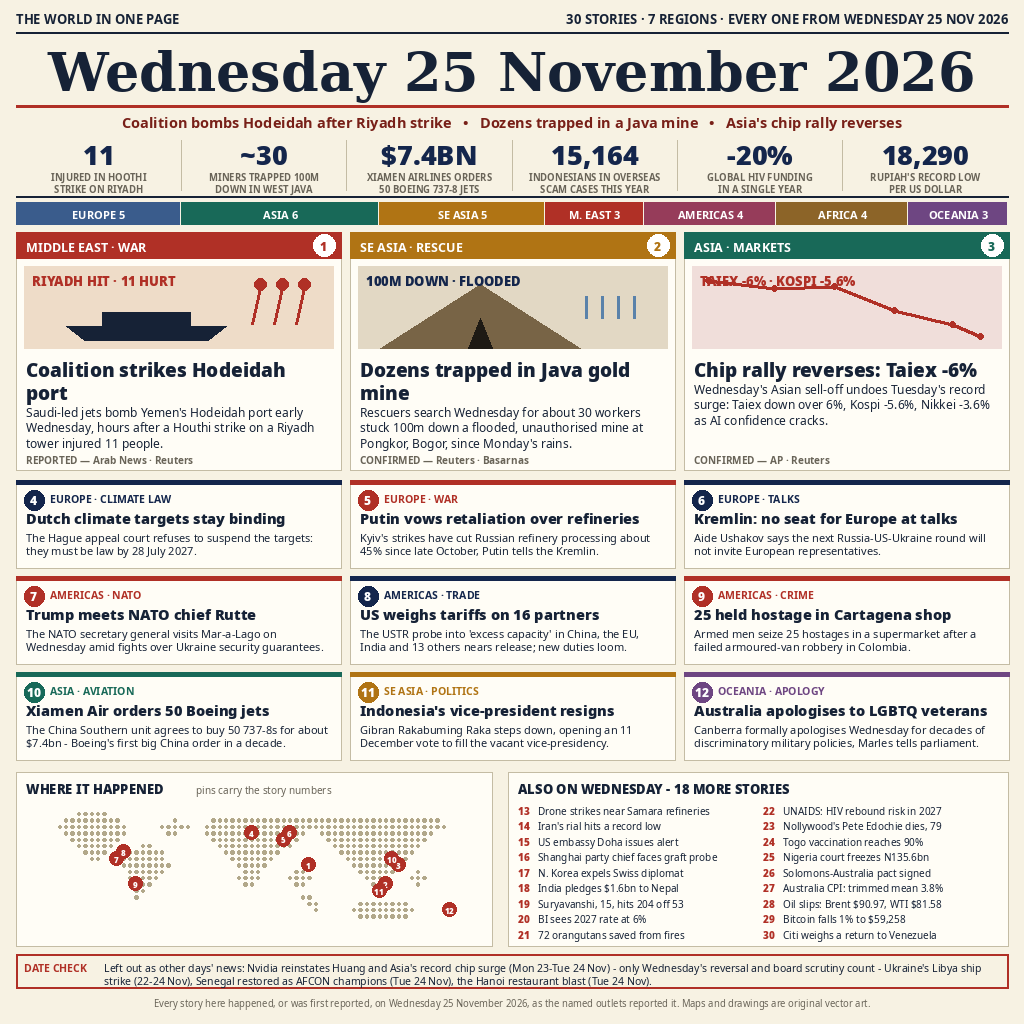 THE WORLD IN ONE PAGE
30 STORIES · 7 REGIONS · EVERY ONE FROM WEDNESDAY 25 NOV 2026
Wednesday 25 November 2026
Coalition bombs Hodeidah after Riyadh strike • Dozens trapped in a Java mine • Asia's chip rally reverses
11
INJURED IN HOOTHI
STRIKE ON RIYADH
~30
MINERS TRAPPED 100M
DOWN IN WEST JAVA
$7.4BN
XIAMEN AIRLINES ORDERS
50 BOEING 737-8 JETS
15,164
INDONESIANS IN OVERSEAS
SCAM CASES THIS YEAR
-20%
GLOBAL HIV FUNDING
IN A SINGLE YEAR
18,290
RUPIAH'S RECORD LOW
PER US DOLLAR
EUROPE 5
ASIA 6
SE ASIA 5
M. EAST 3
AMERICAS 4
AFRICA 4
OCEANIA 3
MIDDLE EAST · WAR
1
RIYADH HIT · 11 HURT
Coalition strikes Hodeidah
port
Saudi-led jets bomb Yemen's Hodeidah port early
Wednesday, hours after a Houthi strike on a Riyadh
tower injured 11 people.
REPORTED — Arab News · Reuters
SE ASIA · RESCUE
2
100M DOWN · FLOODED
Dozens trapped in Java gold
mine
Rescuers search Wednesday for about 30 workers
stuck 100m down a flooded, unauthorised mine at
Pongkor, Bogor, since Monday's rains.
CONFIRMED — Reuters · Basarnas
ASIA · MARKETS
3
TAIEX -6% · KOSPI -5.6%
Chip rally reverses: Taiex -6%
Wednesday's Asian sell-off undoes Tuesday's record
surge: Taiex down over 6%, Kospi -5.6%, Nikkei -3.6%
as AI confidence cracks.
CONFIRMED — AP · Reuters
4
EUROPE · CLIMATE LAW
Dutch climate targets stay binding
The Hague appeal court refuses to suspend the targets:
they must be law by 28 July 2027.
5
EUROPE · WAR
Putin vows retaliation over refineries
Kyiv's strikes have cut Russian refinery processing about
45% since late October, Putin tells the Kremlin.
6
EUROPE · TALKS
Kremlin: no seat for Europe at talks
Aide Ushakov says the next Russia-US-Ukraine round will
not invite European representatives.
7
AMERICAS · NATO
Trump meets NATO chief Rutte
The NATO secretary general visits Mar-a-Lago on
Wednesday amid fights over Ukraine security guarantees.
8
AMERICAS · TRADE
US weighs tariffs on 16 partners
The USTR probe into 'excess capacity' in China, the EU,
India and 13 others nears release; new duties loom.
9
AMERICAS · CRIME
25 held hostage in Cartagena shop
Armed men seize 25 hostages in a supermarket after a
failed armoured-van robbery in Colombia.
10
ASIA · AVIATION
Xiamen Air orders 50 Boeing jets
The China Southern unit agrees to buy 50 737-8s for about
$7.4bn - Boeing's first big China order in a decade.
11
SE ASIA · POLITICS
Indonesia's vice-president resigns
Gibran Rakabuming Raka steps down, opening an 11
December vote to fill the vacant vice-presidency.
12
OCEANIA · APOLOGY
Australia apologises to LGBTQ veterans
Canberra formally apologises Wednesday for decades of
discriminatory military policies, Marles tells parliament.
WHERE IT HAPPENED
pins carry the story numbers
4
5
6
8
7
9
1
10
3
2
11
12
ALSO ON WEDNESDAY - 18 MORE STORIES
13 Drone strikes near Samara refineries
14 Iran's rial hits a record low
15 US embassy Doha issues alert
16 Shanghai party chief faces graft probe
17 N. Korea expels Swiss diplomat
18 India pledges $1.6bn to Nepal
19 Suryavanshi, 15, hits 204 off 53
20 BI sees 2027 rate at 6%
21 72 orangutans saved from fires
22 UNAIDS: HIV rebound risk in 2027
23 Nollywood's Pete Edochie dies, 79
24 Togo vaccination reaches 90%
25 Nigeria court freezes N135.6bn
26 Solomons-Australia pact signed
27 Australia CPI: trimmed mean 3.8%
28 Oil slips: Brent $90.97, WTI $81.58
29 Bitcoin falls 1% to $59,258
30 Citi weighs a return to Venezuela
DATE CHECK
Left out as other days' news: Nvidia reinstates Huang and Asia's record chip surge (Mon 23-Tue 24 Nov) - only Wednesday's reversal and board scrutiny count - Ukraine's Libya ship
strike (22-24 Nov), Senegal restored as AFCON champions (Tue 24 Nov), the Hanoi restaurant blast (Tue 24 Nov).
Every story here happened, or was first reported, on Wednesday 25 November 2026, as the named outlets reported it. Maps and drawings are original vector art.